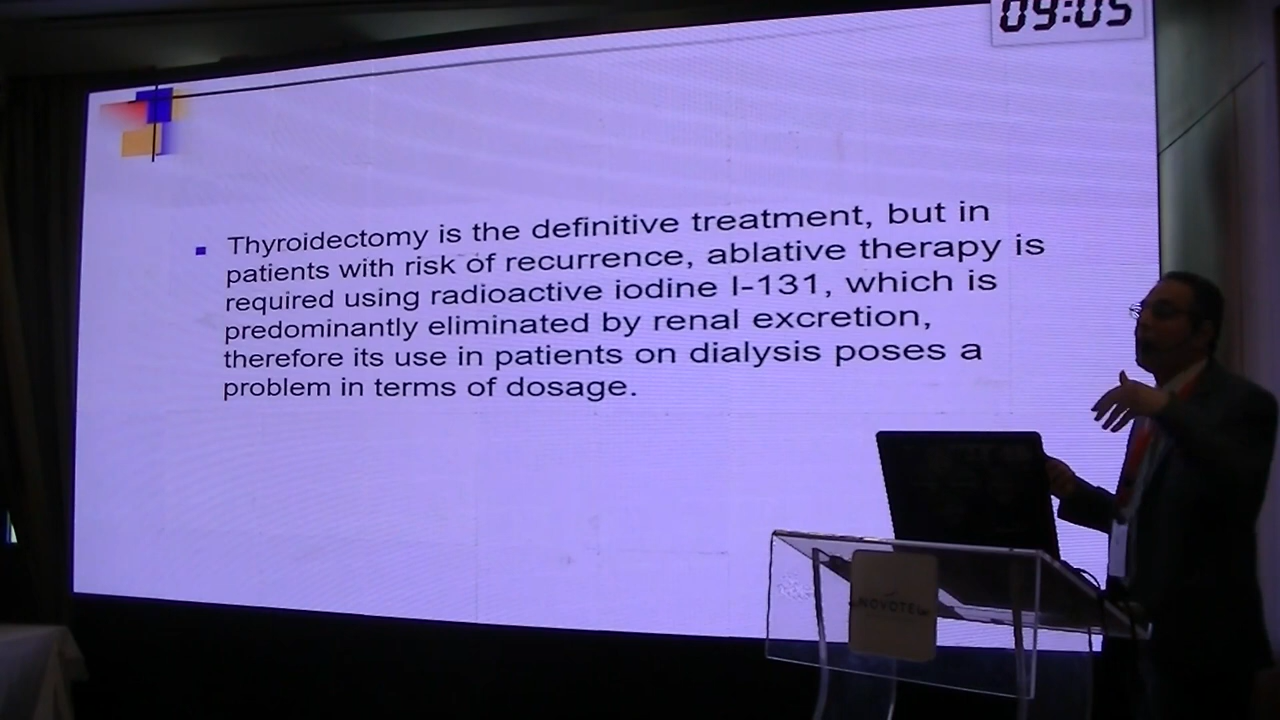 09:05
Thyroidectomy is the definitive treatment, but in
patients with risk of recurrence, ablative therapy is
required using radioactive iodine I-131, which is
predominantly eliminated by renal excretion,
therefore its use in patients on dialysis poses a
problem in terms of dosage.
NOVOTEL